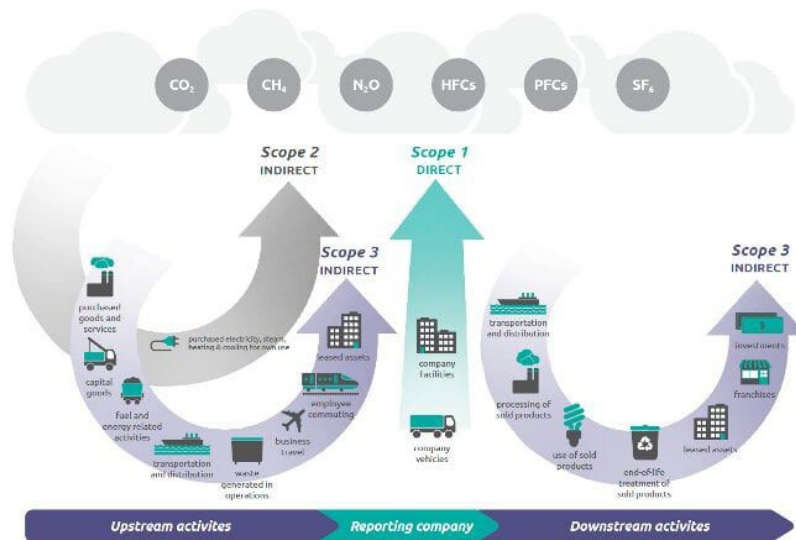 CO₂
CH₄
N₂O
HFCs
PFCs
SF₆
Scope 2
INDIRECT
Scope 1
DIRECT
Scope 3
INDIRECT
Scope 3
INDIRECT
purchased
goods and
services
capital
goods
fuel and
energy related
activities
transportation
and distribution
waste
generated in
operations
business
travel
employee
commuting
leased assets
purchased electricity, steam,
heating & cooling for own use
company
facilities
company
vehicles
transportation
and distribution
processing of
sold products
use of sold
products
end-of-life
treatment of
sold products
leased assets
franchises
investments
$
Upstream activites
Reporting company
Downstream activites